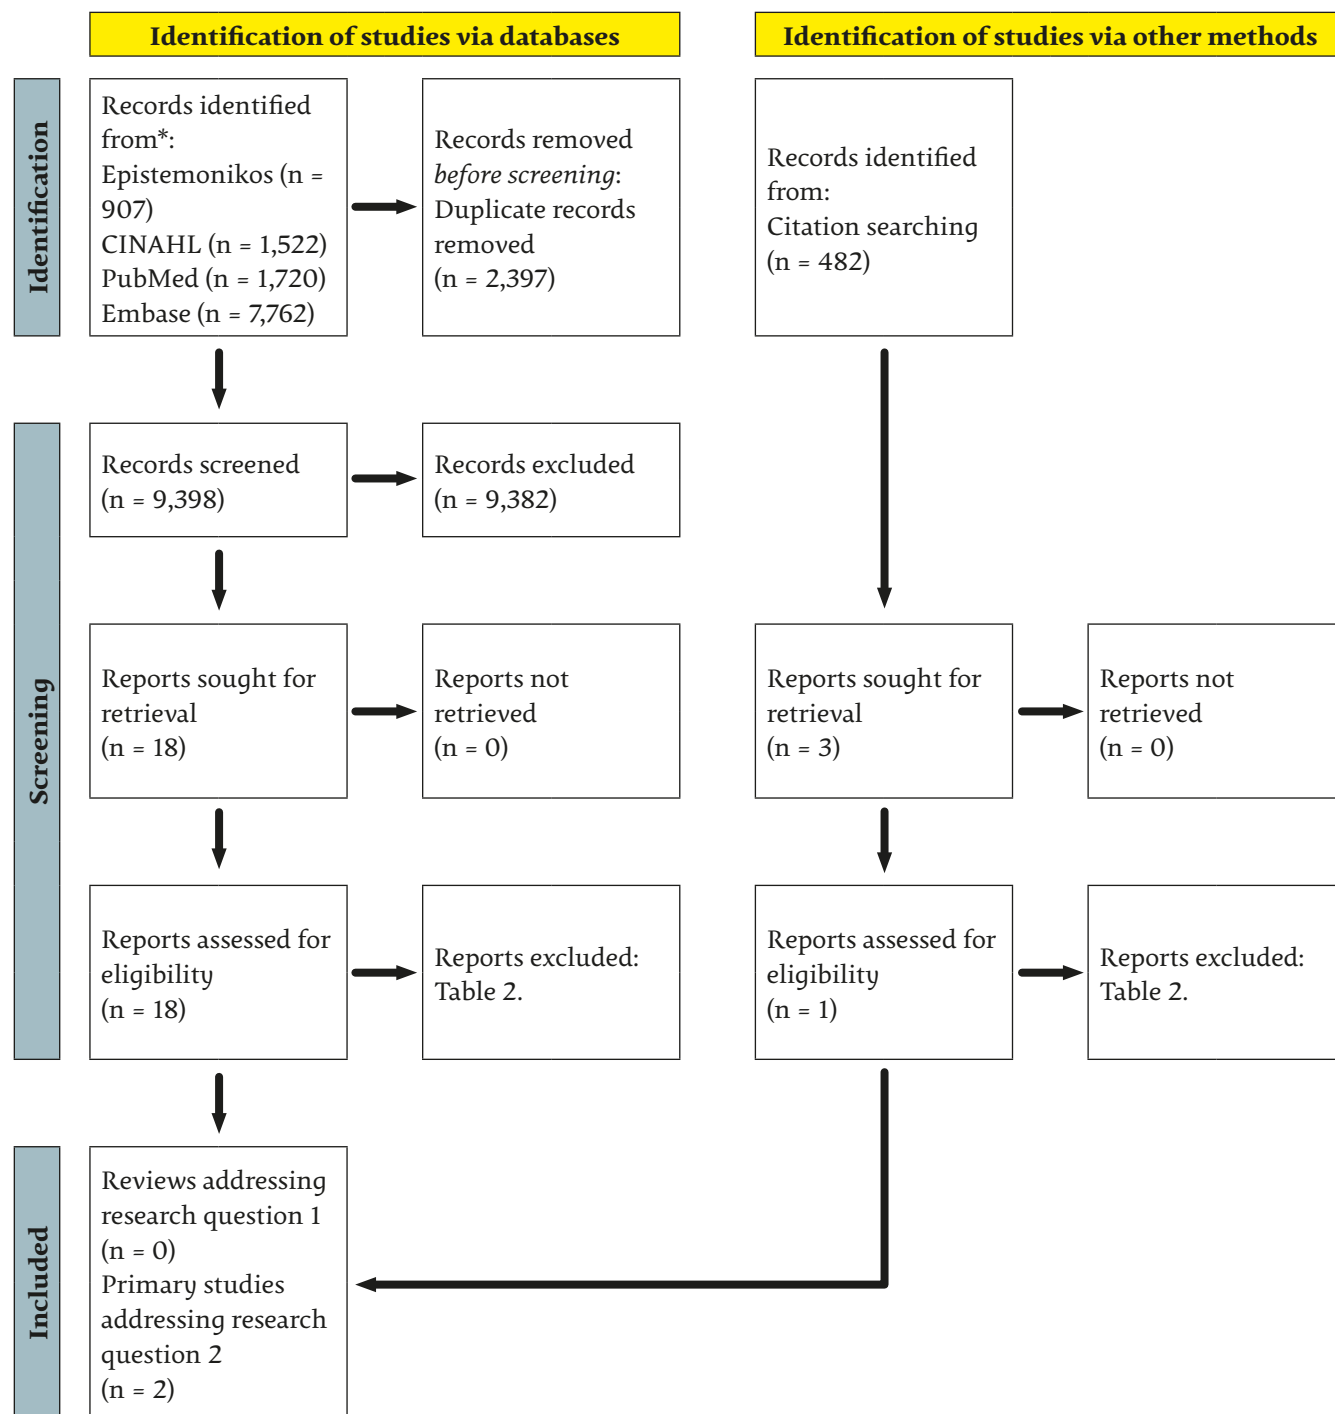 Identification of studies via databases
Identification of studies via other methods
Identification
Records identified
from*:
Epistemonikos (n =
907)
CINAHL (n = 1,522)
PubMed (n = 1,720)
Embase (n = 7,762)
Records removed
before screening:
Duplicate records
removed
(n = 2,397)
Records identified
from:
Citation searching
(n = 482)
Screening
Records screened
(n = 9,398)
Records excluded
(n = 9,382)
Reports sought for
retrieval
(n = 18)
Reports not
retrieved
(n = 0)
Reports sought for
retrieval
(n = 3)
Reports not
retrieved
(n = 0)
Reports assessed for
eligibility
(n = 18)
Reports excluded:
Table 2.
Reports assessed for
eligibility
(n = 1)
Reports excluded:
Table 2.
Included
Reviews addressing
research question 1
(n = 0)
Primary studies
addressing research
question 2
(n = 2)